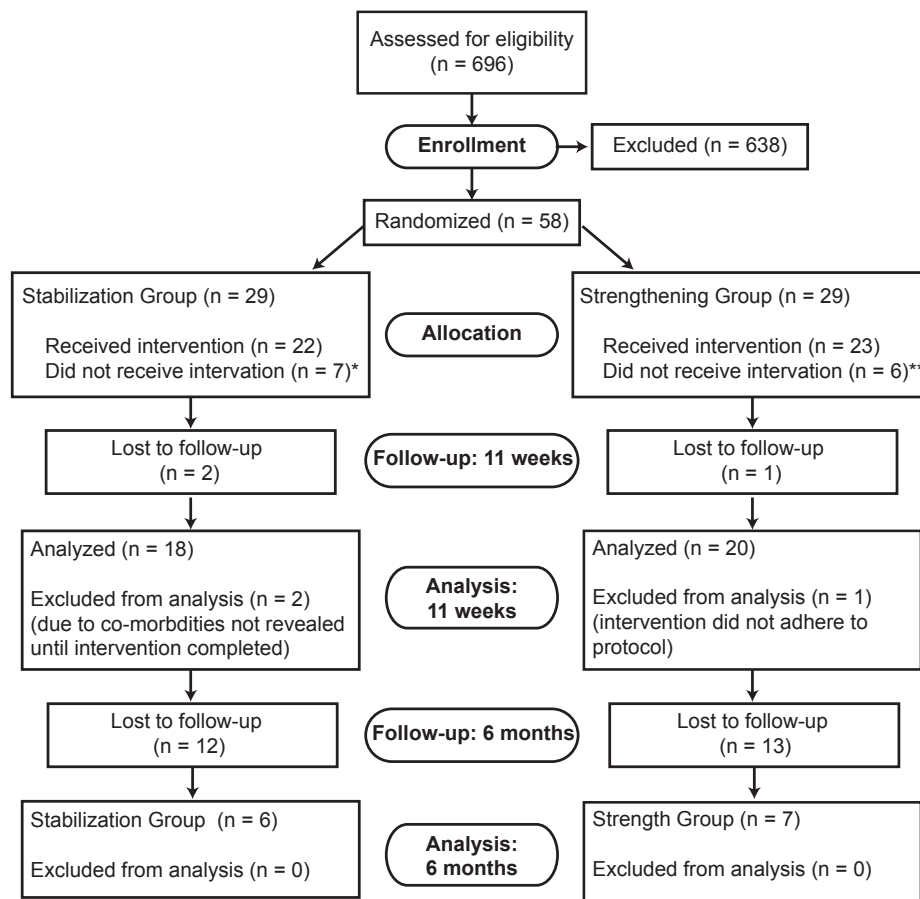 Assessed for eligibility
(n = 696)
Enrollment
Excluded (n = 638)
Randomized (n = 58)
Stabilization Group (n = 29)
Received intervention (n = 22)
Did not receive intervation (n = 7)*
Allocation
Strengthening Group (n = 29)
Received intervention (n = 23)
Did not receive intervation (n = 6)**
Lost to follow-up
(n = 2)
Follow-up: 11 weeks
Lost to follow-up
(n = 1)
Analyzed (n = 18)
Excluded from analysis (n = 2)
(due to co-morbdities not revealed
until intervention completed)
Analysis:
11 weeks
Analyzed (n = 20)
Excluded from analysis (n = 1)
(intervention did not adhere to
protocol)
Lost to follow-up
(n = 12)
Follow-up: 6 months
Lost to follow-up
(n = 13)
Stabilization Group (n = 6)
Excluded from analysis (n = 0)
Analysis:
6 months
Strength Group (n = 7)
Excluded from analysis (n = 0)